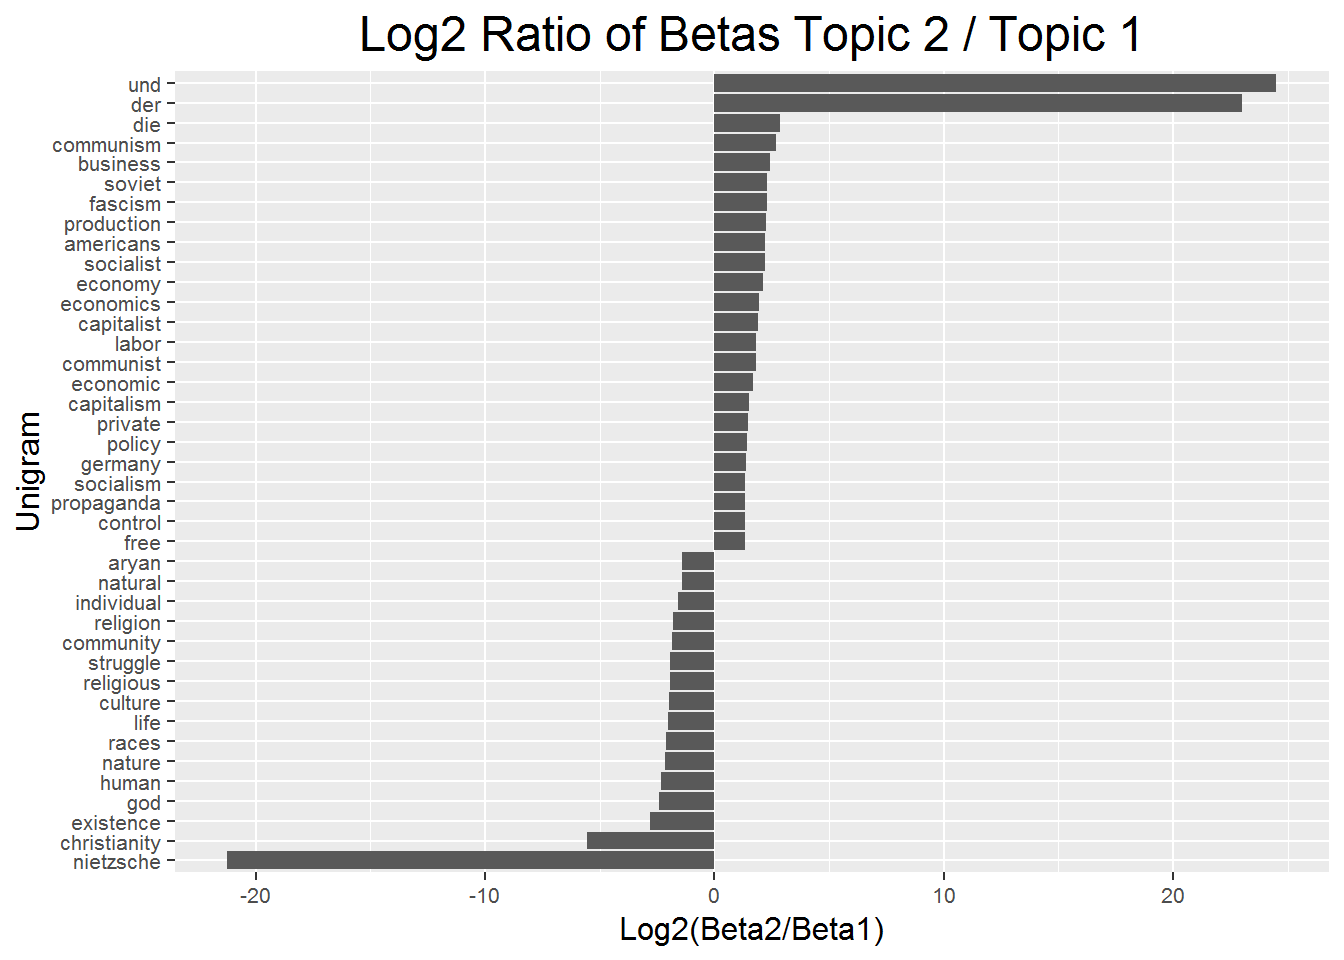 Log2 Ratio of Betas Topic 2 / Topic 1
und
der
die
communism
business
soviet
fascism
production
americans
socialist
economy
economics
capitalist
labor
communist
economic
capitalism
private
policy
germany
socialism
propaganda
control
free
aryan
natural
individual
religion
community
struggle
religious
culture
life
races
nature
human
god
existence
christianity
nietzsche
Unigram
-20 -10 0 10 20
Log2(Beta2/Beta1)